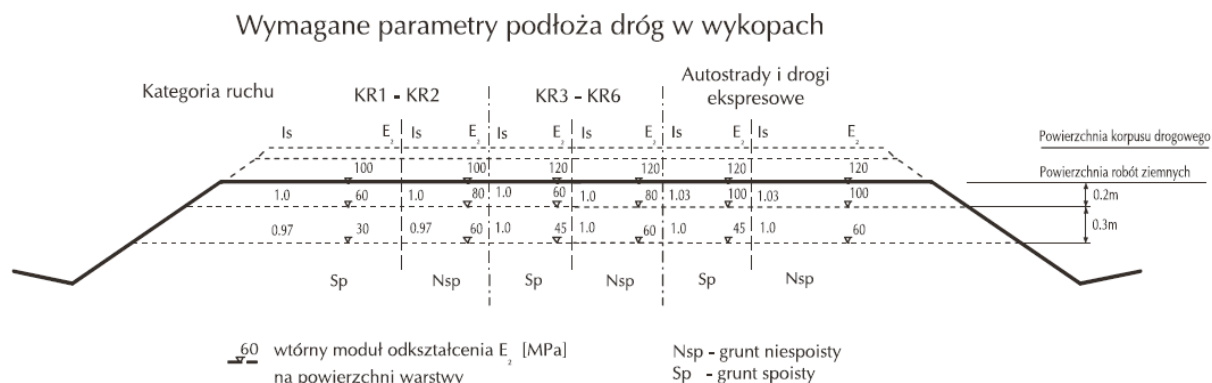 Wymagane parametry podłoża dróg w wykopach
Kategoria ruchu
KR1 - KR2
KR3 - KR6
Autostrady i drogi
ekspresowe
Is E₂ Is E₂ Is E₂ Is E₂ Is E₂ Is E₂
Powierzchnia korpusu drogowego
100 100 120 120 120 120
Powierzchnia robót ziemnych
1.0 60 1.0 80 1.0 60 1.0 80 1.03 100 1.03 100
0.2m
0.97 30 0.97 60 1.0 45 1.0 60 1.0 45 1.0 60
0.3m
Sp Nsp Sp Nsp Sp Nsp
60 wtórny moduł odkształcenia E₂ [MPa]
na powierzchni warstwy
Nsp - grunt niespoisty
Sp - grunt spoisty